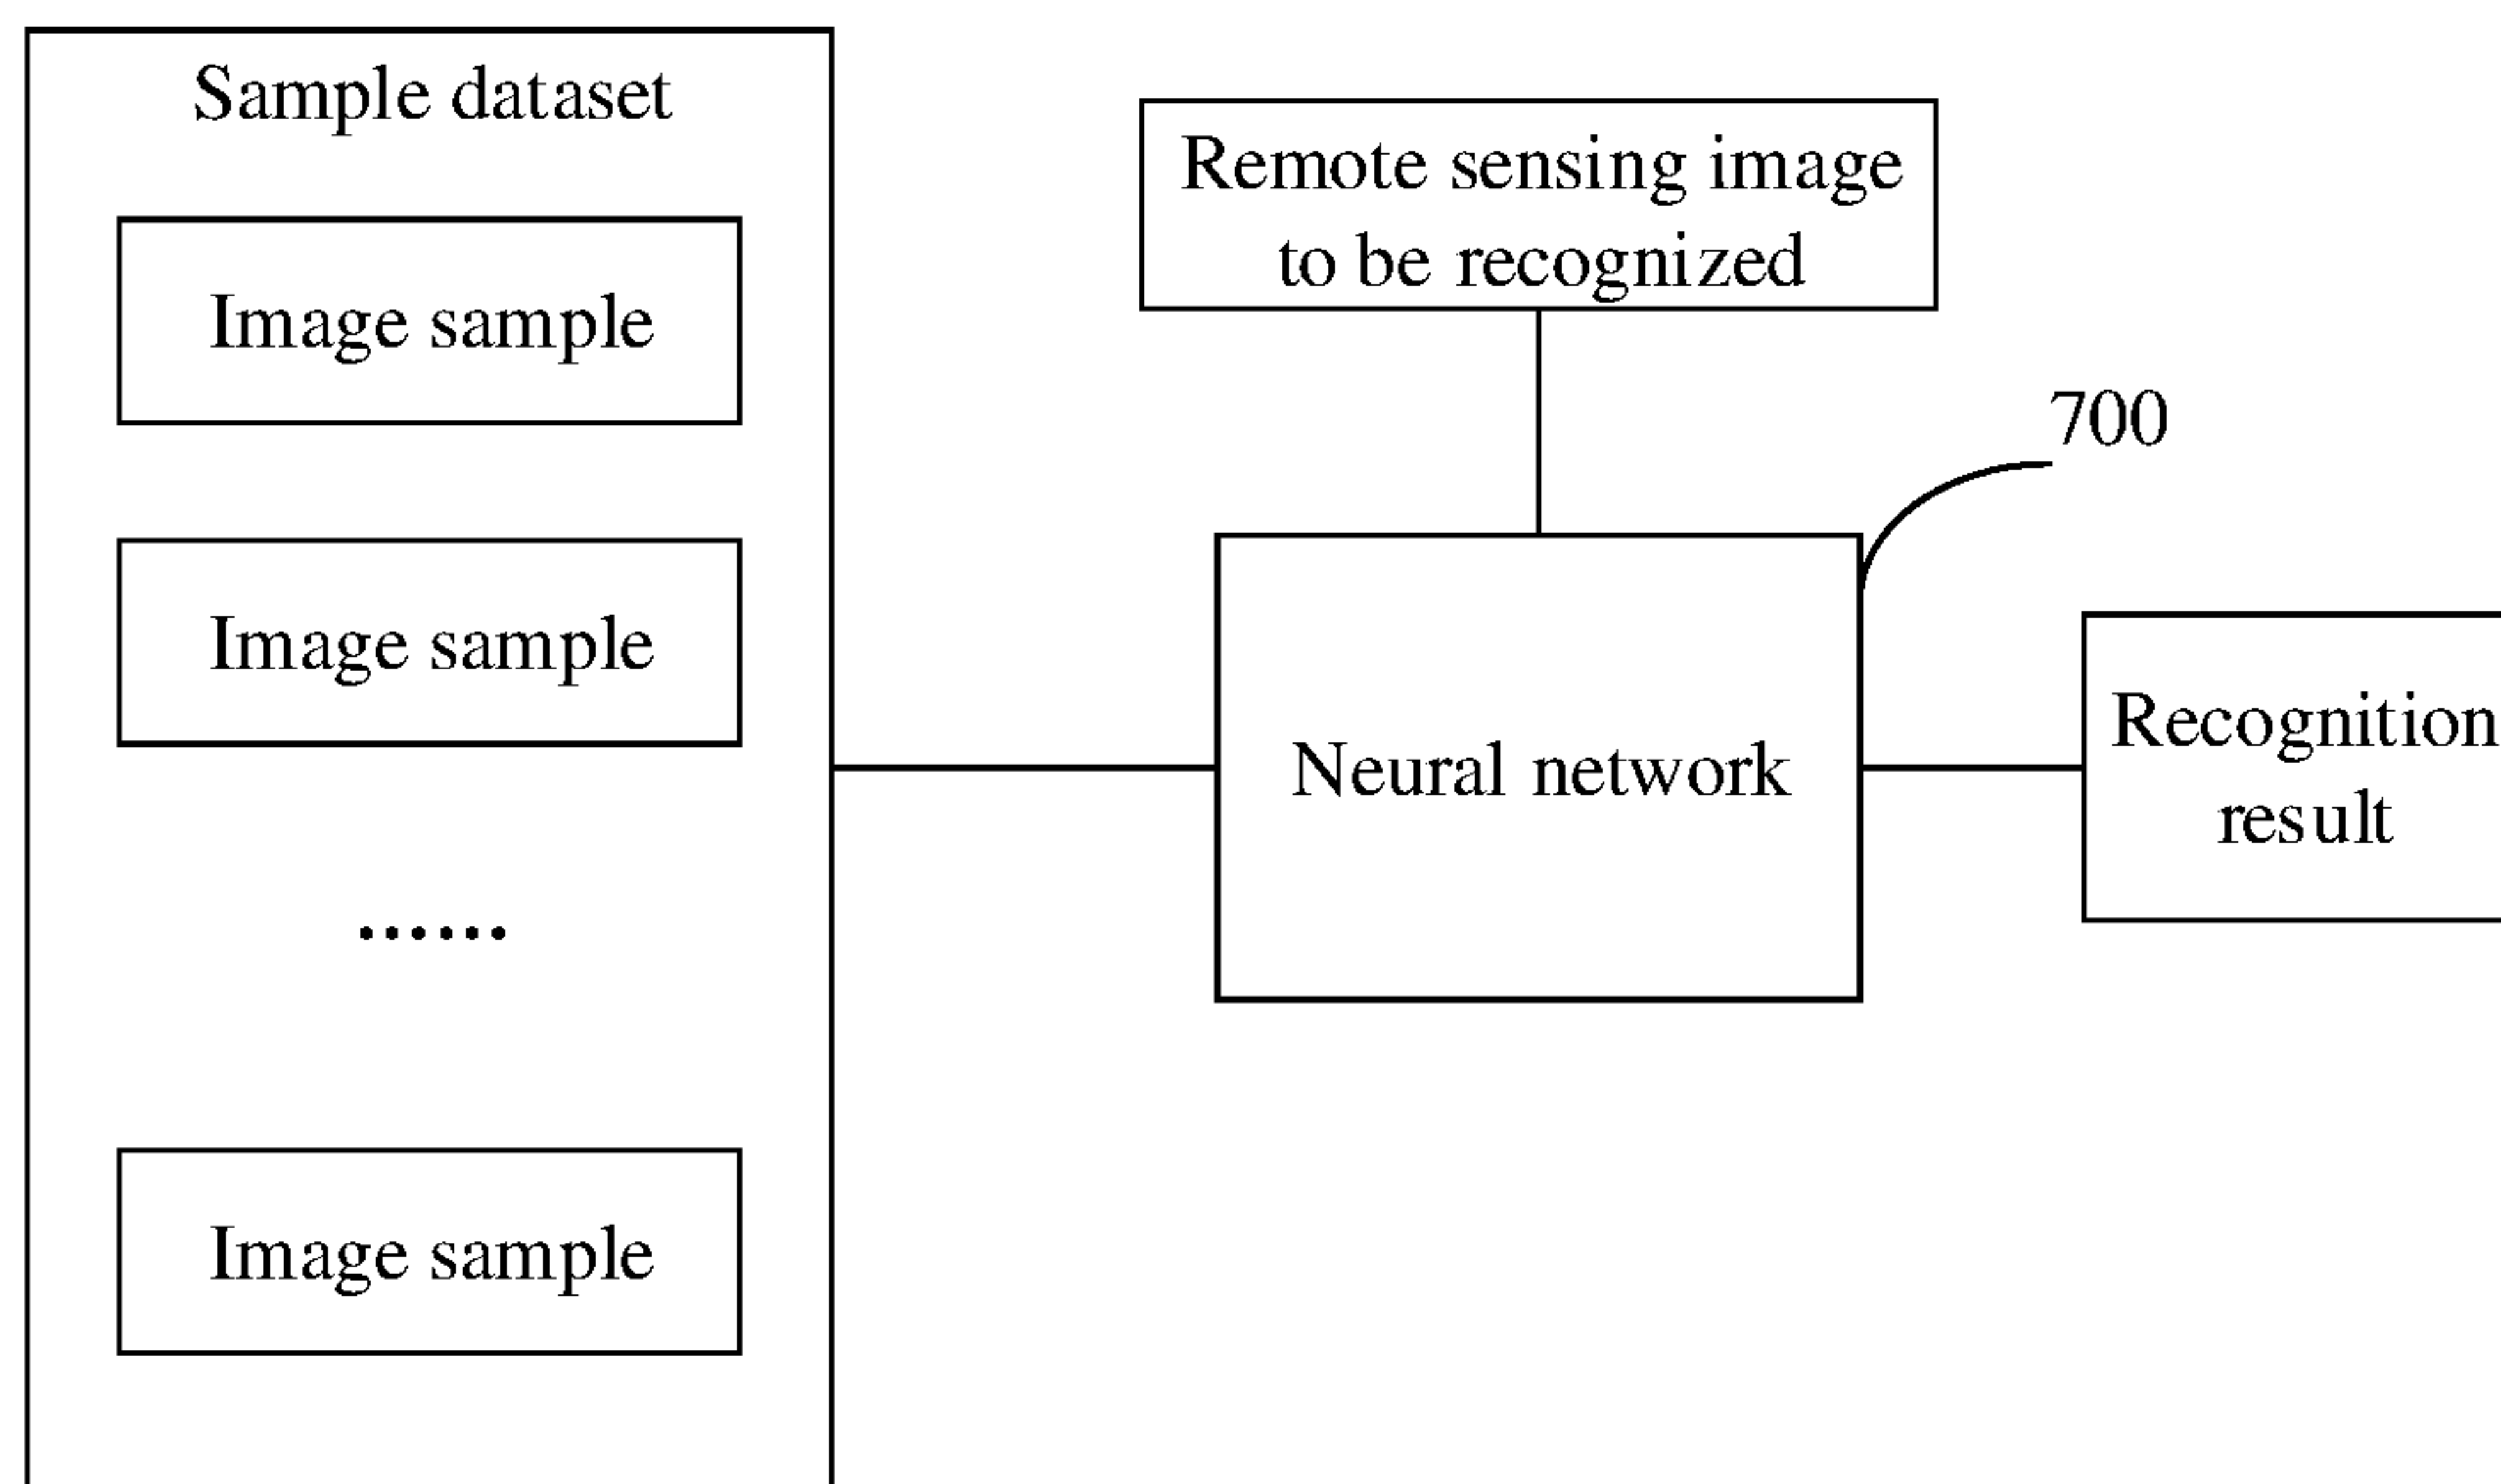 Sample dataset
Image sample
Image sample
......
Image sample
Remote sensing image
to be recognized
700
Neural network
Recognition
result